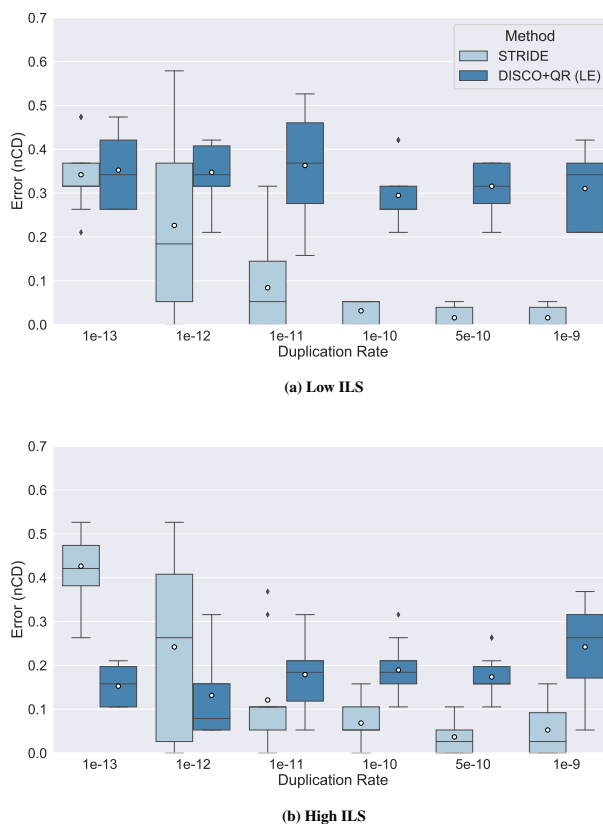 0.7
0.6
0.5
0.4
0.3
0.2
0.1
0.0
Error (nCD)
Method
STRIDE
DISCO+QR (LE)
1e-13 1e-12 1e-11 1e-10 5e-10 1e-9
Duplication Rate
(a) Low ILS
0.7
0.6
0.5
0.4
0.3
0.2
0.1
0.0
Error (nCD)
1e-13 1e-12 1e-11 1e-10 5e-10 1e-9
Duplication Rate
(b) High ILS